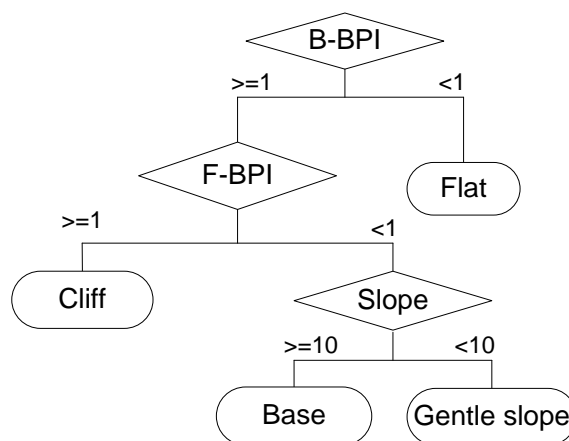 B-BPI
>=1
<1
F-BPI
Flat
>=1
<1
Cliff
Slope
>=10
<10
Base
Gentle slope